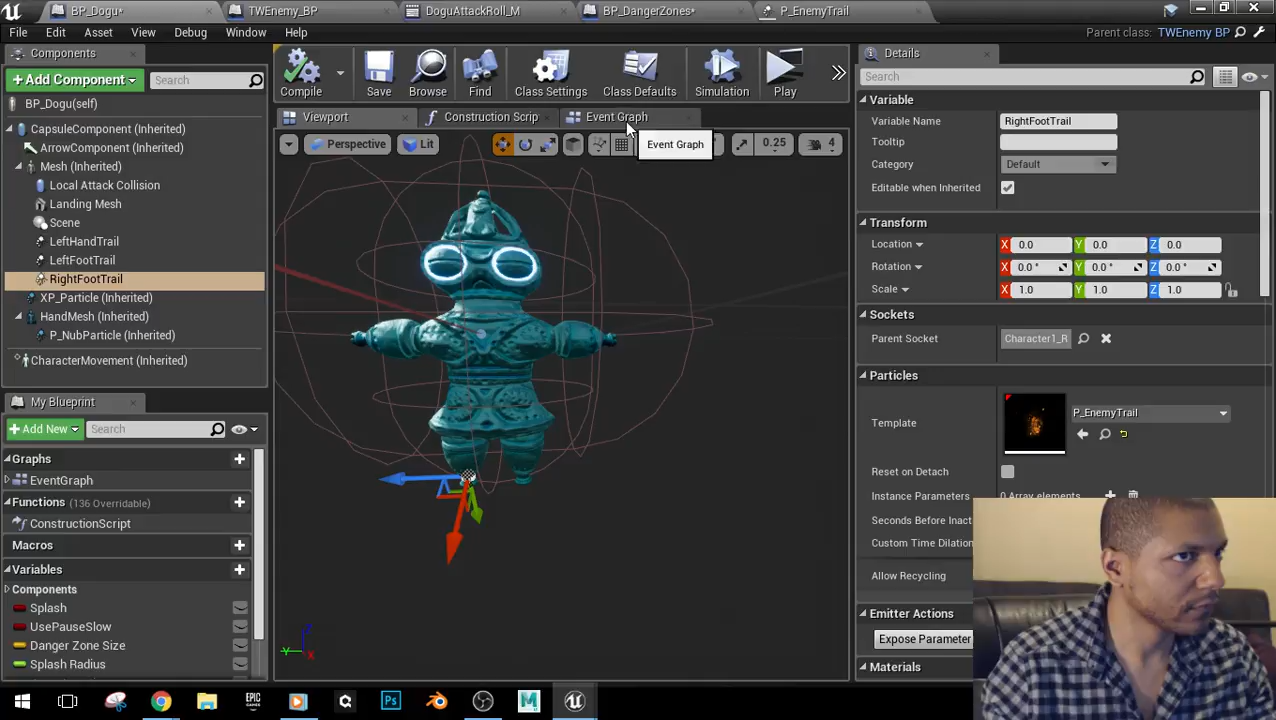 BP_Dogu*
TWEnemy_BP
DoguAttackRoll_M
BP_DangerZones*
P_EnemyTrail
File Edit Asset View Debug Window Help
Parent class: TWEnemy BP
Components
+ Add Component
Search
BP_Dogu(self)
CapsuleComponent (Inherited)
ArrowComponent (Inherited)
Mesh (Inherited)
Local Attack Collision
Landing Mesh
Scene
LeftHandTrail
LeftFootTrail
RightFootTrail
XP_Particle (Inherited)
HandMesh (Inherited)
P_NubParticle (Inherited)
CharacterMovement (Inherited)
My Blueprint
+ Add New
Search
Graphs
EventGraph
Functions (136 Overridable)
ConstructionScript
Macros
Variables
Components
Splash
UsePauseSlow
Danger Zone Size
Splash Radius
Compile
Save
Browse
Find
Class Settings
Class Defaults
Simulation
Play
Viewport
Construction Scrip
Event Graph
Perspective
Lit
0.25
4
Event Graph
Details
Search
Variable
Variable Name RightFootTrail
Tooltip
Category Default
Editable when Inherited
Transform
Location X 0.0 Y 0.0 Z 0.0
Rotation X 0.0 ° Y 0.0 ° Z 0.0 °
Scale X 1.0 Y 1.0 Z 1.0
Sockets
Parent Socket Character1_R
Particles
Template P_EnemyTrail
Reset on Detach
Instance Parameters 0 Array elements
Seconds Before Inact
Custom Time Dilation
Allow Recycling
Emitter Actions
Expose Parameter
Materials